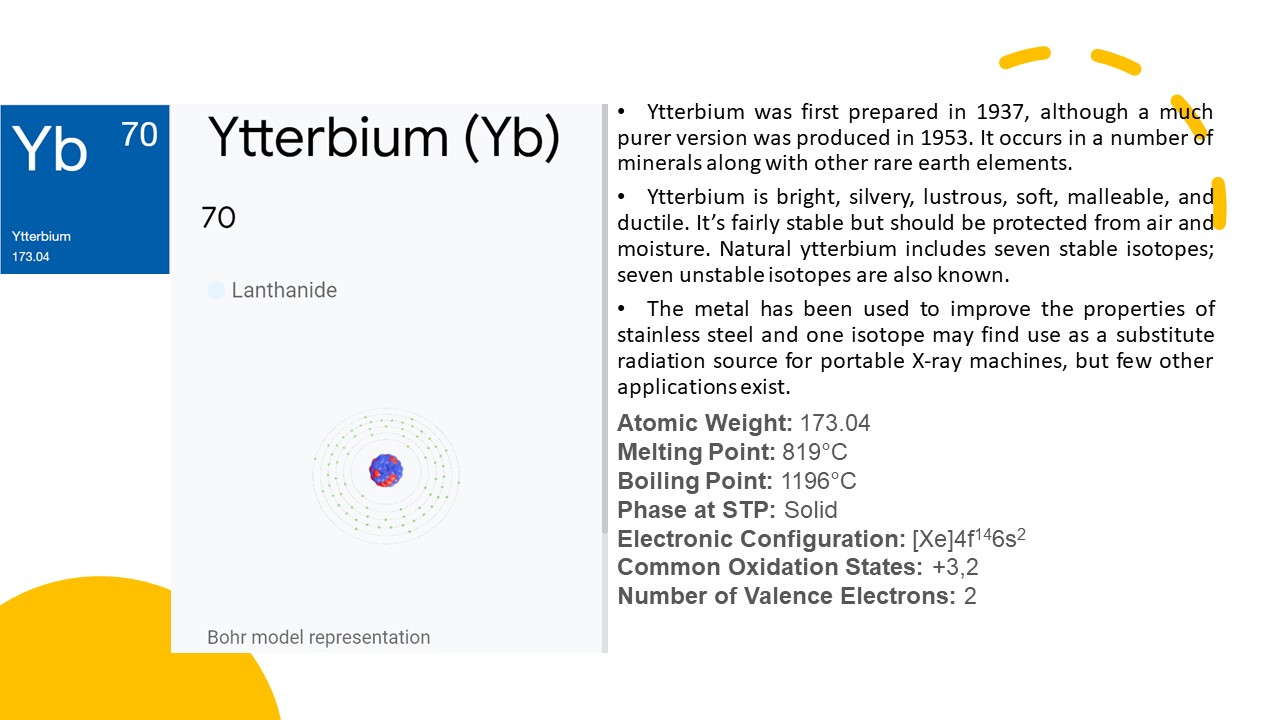 Yb 70
Ytterbium
173.04
Ytterbium (Yb)
70
Lanthanide
Bohr model representation
• Ytterbium was first prepared in 1937, although a much
purer version was produced in 1953. It occurs in a number of
minerals along with other rare earth elements.
• Ytterbium is bright, silvery, lustrous, soft, malleable, and
ductile. It’s fairly stable but should be protected from air and
moisture. Natural ytterbium includes seven stable isotopes;
seven unstable isotopes are also known.
• The metal has been used to improve the properties of
stainless steel and one isotope may find use as a substitute
radiation source for portable X-ray machines, but few other
applications exist.
Atomic Weight: 173.04
Melting Point: 819°C
Boiling Point: 1196°C
Phase at STP: Solid
Electronic Configuration: [Xe]4f¹⁴6s²
Common Oxidation States: +3,2
Number of Valence Electrons: 2